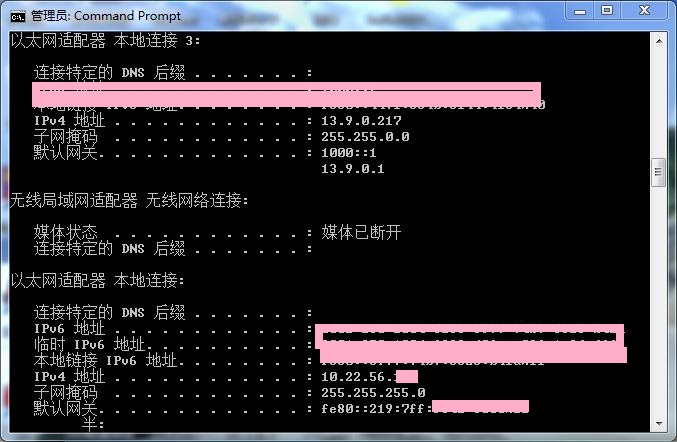 管理员: Command Prompt
以太网适配器 本地连接 3:
连接特定的 DNS 后缀 . . . . . . . :
IPv4 地址 . . . . . . . . . . . . : 13.9.0.217
子网掩码 . . . . . . . . . . . . : 255.255.0.0
默认网关. . . . . . . . . . . . . : 1000::1
13.9.0.1
无线局域网适配器 无线网络连接:
媒体状态 . . . . . . . . . . . . : 媒体已断开
连接特定的 DNS 后缀 . . . . . . . :
以太网适配器 本地连接:
连接特定的 DNS 后缀 . . . . . . . :
IPv6 地址 . . . . . . . . . . . . :
临时 IPv6 地址. . . . . . . . . . :
本地链接 IPv6 地址. . . . . . . . :
IPv4 地址 . . . . . . . . . . . . : 10.22.56.
子网掩码 . . . . . . . . . . . . : 255.255.255.0
默认网关. . . . . . . . . . . . . : fe80::219:7ff:
半: